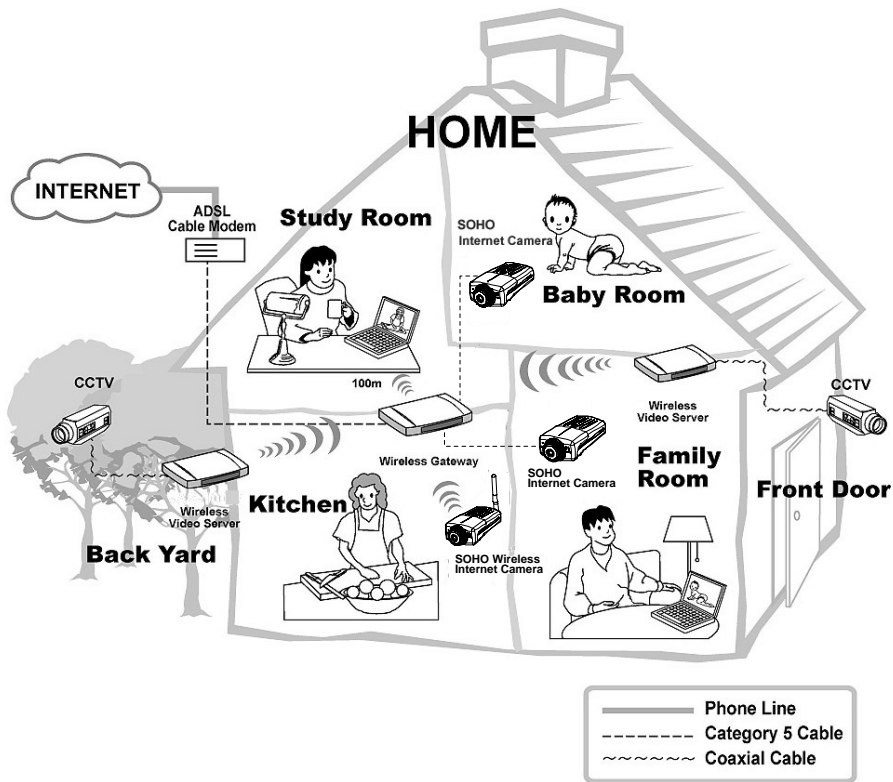 HOME
INTERNET
ADSL
Cable Modem
Study Room
SOHO
Internet Camera
Baby Room
100m
CCTV
CCTV
Wireless
Video Server
Wireless Gateway
SOHO
Internet Camera
Family
Room
Front Door
Kitchen
Wireless
Video Server
Back Yard
SOHO Wireless
Internet Camera
Phone Line
Category 5 Cable
Coaxial Cable